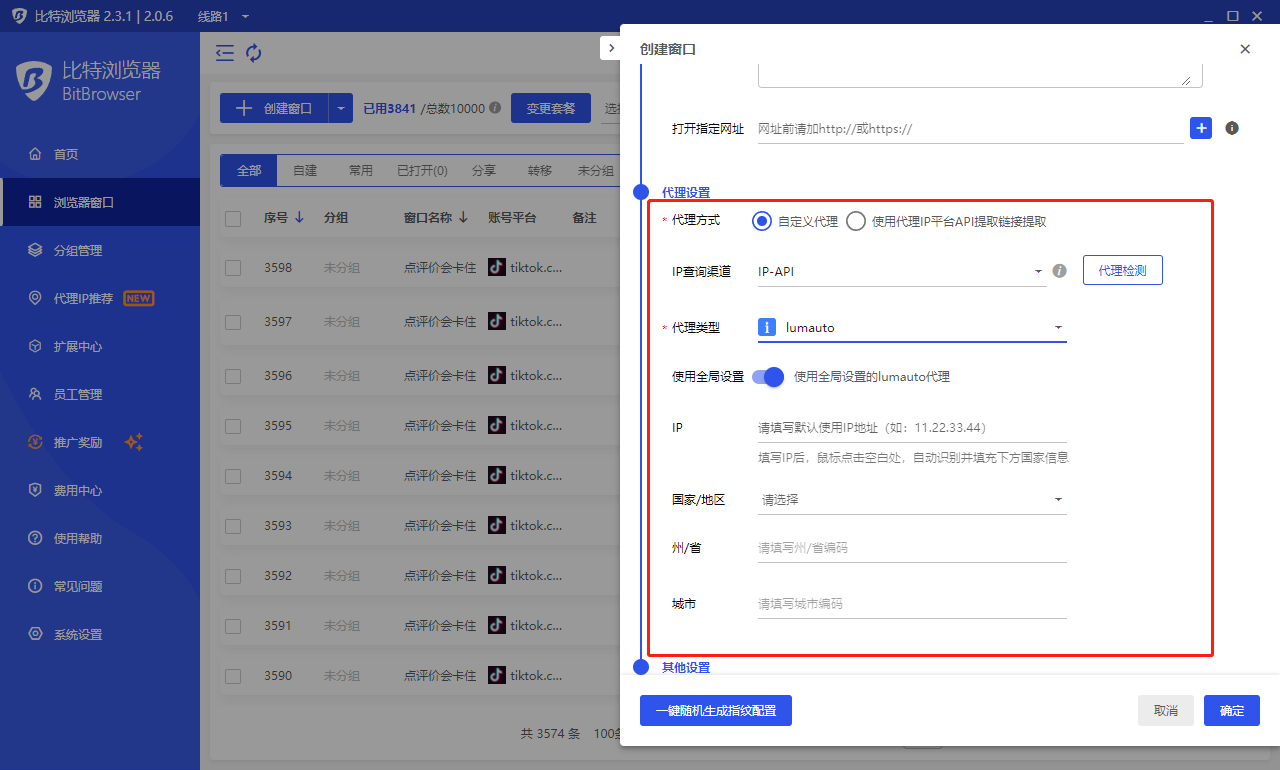 比特浏览器 2.3.1 | 2.0.6 线路1
比特浏览器
BitBrowser
首页
浏览器窗口
分组管理
代理IP推荐 NEW
扩展中心
员工管理
推广奖励
费用中心
使用帮助
常见问题
系统设置
创建窗口 已用3841 /总数10000 变更套餐
全部 自建 常用 已打开(0) 分享 转移 未分组
序号 分组 窗口名称 账号平台 备注
3598 未分组 点评价会卡住 tiktok.c...
3597 未分组 点评价会卡住 tiktok.c...
3596 未分组 点评价会卡住 tiktok.c...
3595 未分组 点评价会卡住 tiktok.c...
3594 未分组 点评价会卡住 tiktok.c...
3593 未分组 点评价会卡住 tiktok.c...
3592 未分组 点评价会卡住 tiktok.c...
3591 未分组 点评价会卡住 tiktok.c...
3590 未分组 点评价会卡住 tiktok.c...
共 3574 条
创建窗口
打开指定网址 网址前请加http://或https://
代理设置
* 代理方式 自定义代理 使用代理IP平台API提取链接提取
IP查询渠道 IP-API 代理检测
* 代理类型 lumauto
使用全局设置 使用全局设置的lumauto代理
IP 请填写默认使用IP地址（如：11.22.33.44）
填写IP后，鼠标点击空白处，自动识别并填充下方国家信息
国家/地区 请选择
州/省 请填写州/省编码
城市 请填写城市编码
其他设置
一键随机生成指纹配置 取消 确定